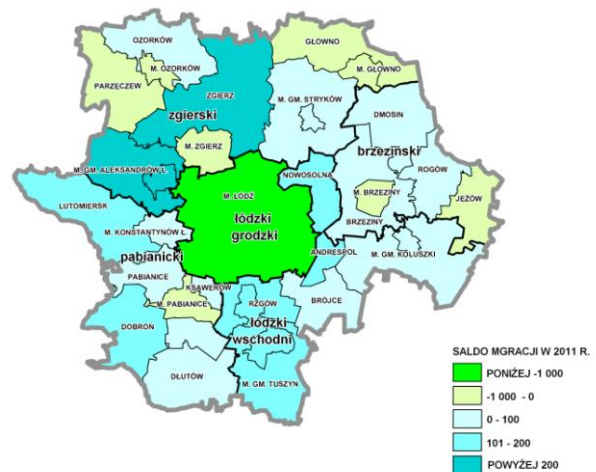 OZORKÓW
GŁOWNO
M. OZORKÓW
M. GŁOWNO
PARZĘCZEW
ZGIERZ
M. GM. STRYKÓW
DMOSIN
zgierski
M. ZGIERZ
brzeziński
M. GM. ALEKSANDRÓW Ł.
NOWOSOLNA
ROGÓW
M. BRZEZINY
JEŻÓW
LUTOMIERSK
M. ŁÓDŹ
łódzki
grodzki
BRZEZINY
M. KONSTANTYNÓW Ł.
ANDRESPOL
M. GM. KOLUSZKI
pabianicki
PABIANICE
KSAWERÓW
M. PABIANICE
RZGÓW
BRÓJCE
DOBROŃ
łódzki
wschodni
DŁUTÓW
M. GM. TUSZYN
SALDO MGRACJI W 2011 R.
PONIŻEJ -1 000
-1 000 - 0
0 - 100
101 - 200
POWYŻEJ 200